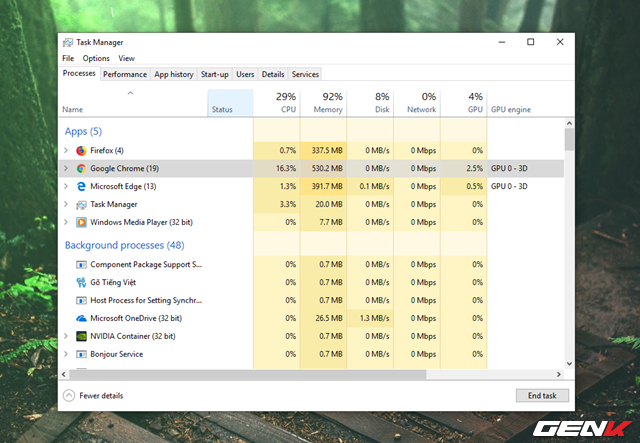 Task Manager
File Options View
Processes Performance App history Start-up Users Details Services
29% 92% 8% 0% 4%
Name Status CPU Memory Disk Network GPU GPU engine
Apps (5)
Firefox (4) 0.7% 337.5 MB 0 MB/s 0 Mbps 0%
Google Chrome (19) 16.3% 530.2 MB 0 MB/s 0 Mbps 2.5% GPU 0 - 3D
Microsoft Edge (13) 1.3% 391.7 MB 0.1 MB/s 0 Mbps 0.5% GPU 0 - 3D
Task Manager 3.3% 20.0 MB 0 MB/s 0 Mbps 0%
Windows Media Player (32 bit) 0% 7.7 MB 0 MB/s 0 Mbps 0%
Background processes (48)
Component Package Support S... 0% 0.7 MB 0 MB/s 0 Mbps 0%
Gõ Tiếng Việt 0% 0.7 MB 0 MB/s 0 Mbps 0%
Host Process for Setting Synchr... 0% 0.7 MB 0 MB/s 0 Mbps 0%
Microsoft OneDrive (32 bit) 0% 26.5 MB 1.3 MB/s 0 Mbps 0%
NVIDIA Container (32 bit) 0% 0.7 MB 0 MB/s 0 Mbps 0%
Bonjour Service 0% 0.7 MB 0 MB/s 0 Mbps 0%
Fewer details End task
GENK